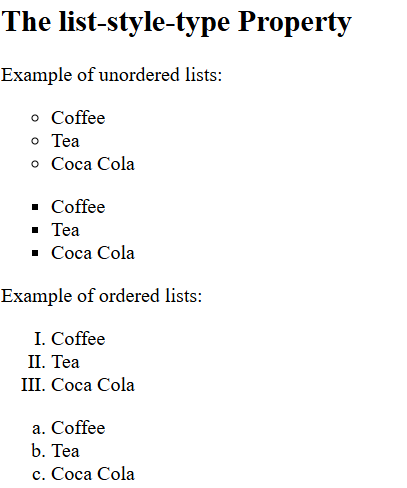 The list-style-type Property
Example of unordered lists:
Coffee
Tea
Coca Cola
Coffee
Tea
Coca Cola
Example of ordered lists:
I. Coffee
II. Tea
III. Coca Cola
a. Coffee
b. Tea
c. Coca Cola